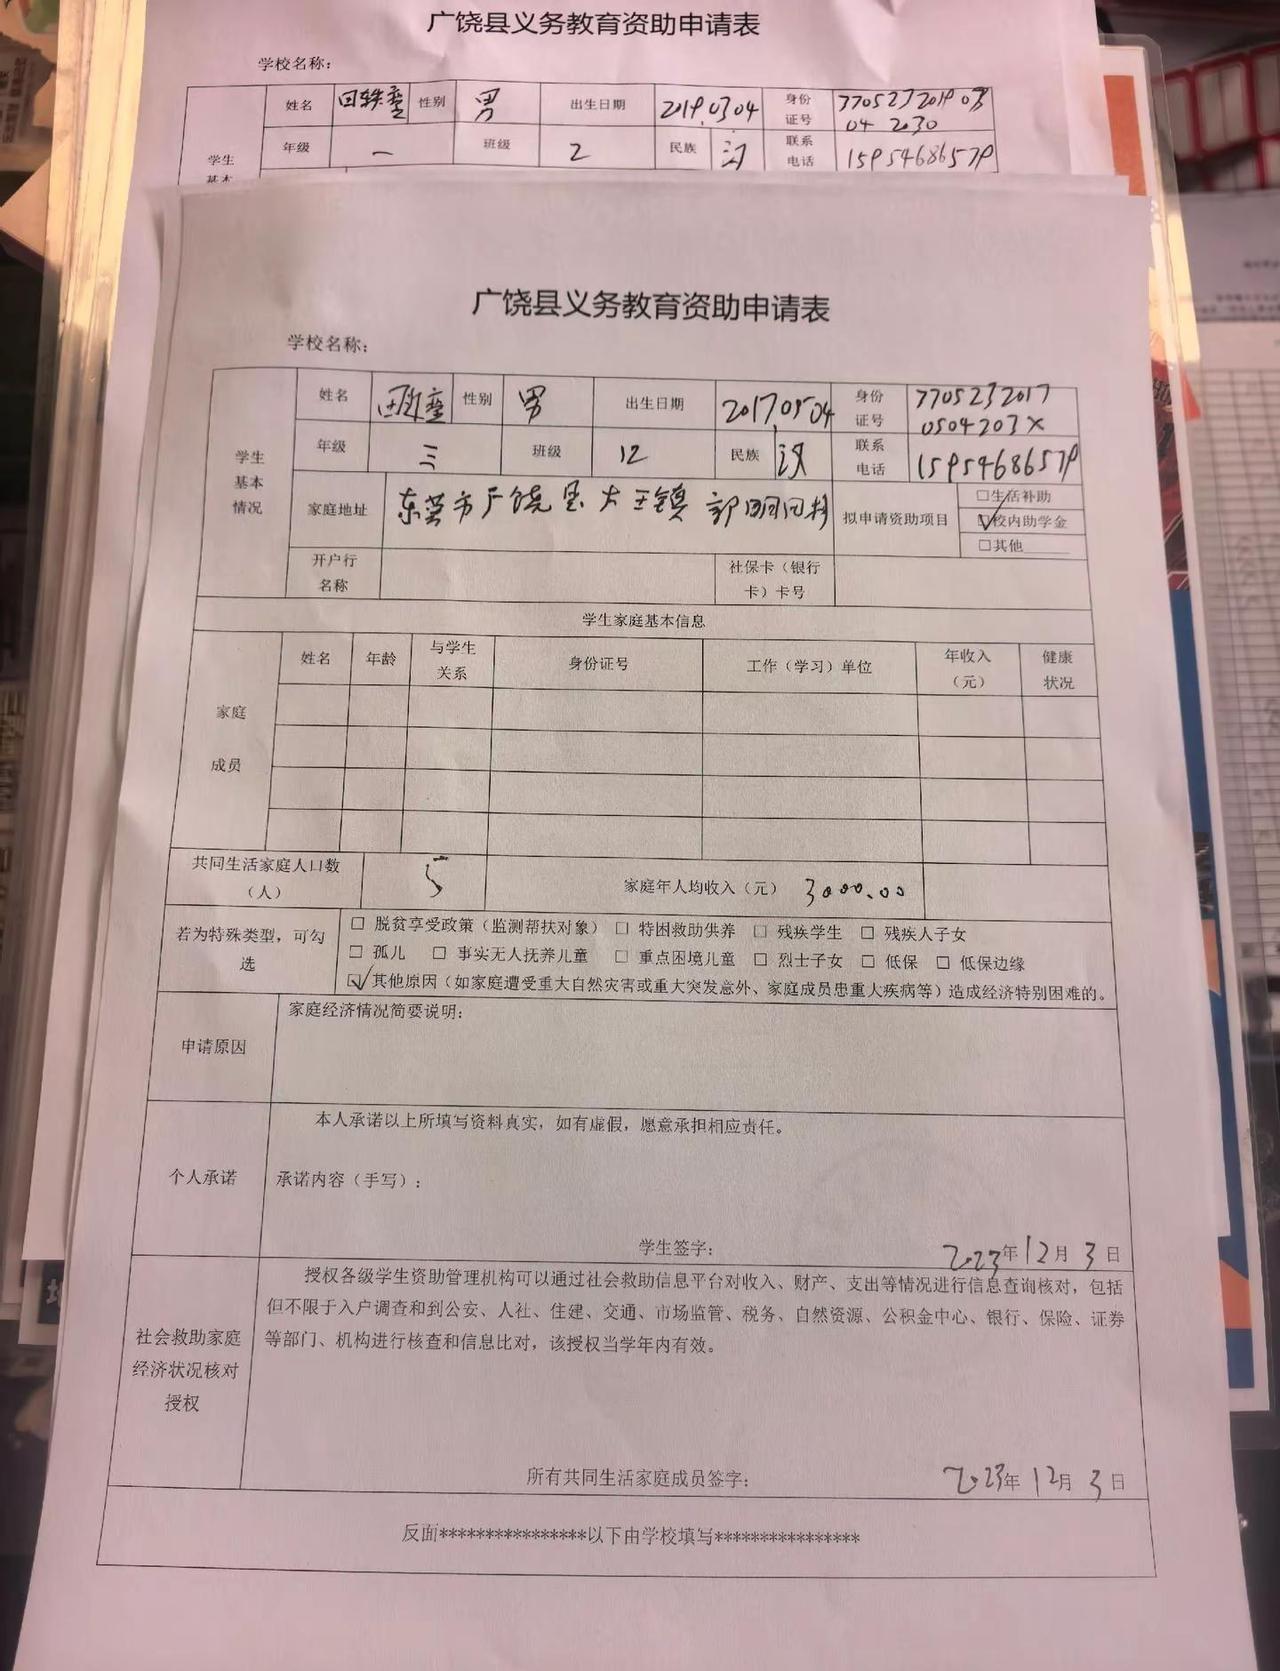 广饶县义务教育资助申请表
学校名称：
姓名 田轶童 性别 男 出生日期 2019.0304 身份证号 3705232019 03 04 2030
年级 一 班级 2 民族 汉 联系电话 15954686579
学生
基本
广饶县义务教育资助申请表
学校名称：
学生基本情况
姓名 童 性别 男 出生日期 2017.0504 身份证号 3705232017 0504203X
年级 三 班级 12 民族 汉 联系电话 15954686579
家庭地址 东营市广饶县大王镇 村 拟申请资助项目 □生活补助
☑校内助学金
□其他
开户行名称 社保卡（银行卡）卡号
学生家庭基本信息
家庭成员 姓名 年龄 与学生关系 身份证号 工作（学习）单位 年收入（元） 健康状况
共同生活家庭人口数（人） 5 家庭年人均收入（元） 3000.00
若为特殊类型，可勾选
□ 脱贫享受政策（监测帮扶对象） □ 特困救助供养 □ 残疾学生 □ 残疾人子女
□ 孤儿 □ 事实无人抚养儿童 □ 重点困境儿童 □ 烈士子女 □ 低保 □ 低保边缘
☑其他原因（如家庭遭受重大自然灾害或重大突发意外、家庭成员患重大疾病等）造成经济特别困难的。
申请原因 家庭经济情况简要说明：
本人承诺以上所填写资料真实，如有虚假，愿意承担相应责任。
个人承诺 承诺内容（手写）：
学生签字： 2023年12月3日
社会救助家庭经济状况核对授权
授权各级学生资助管理机构可以通过社会救助信息平台对收入、财产、支出等情况进行信息查询核对，包括
但不限于入户调查和到公安、人社、住建、交通、市场监管、税务、自然资源、公积金中心、银行、保险、证券
等部门、机构进行核查和信息比对，该授权当学年内有效。
所有共同生活家庭成员签字： 2023年12月3日
反面****************以下由学校填写****************